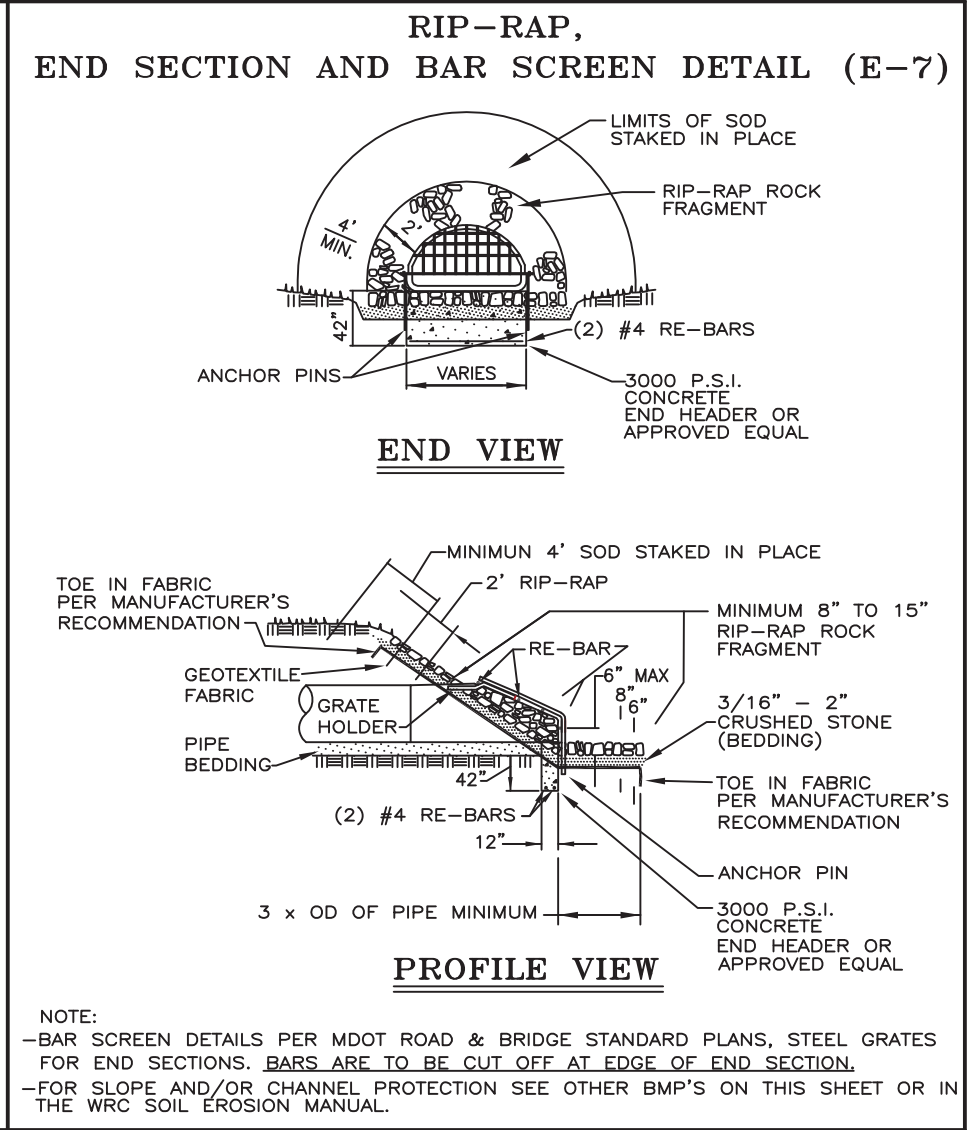 RIP-RAP,
END SECTION AND BAR SCREEN DETAIL (E-7)
LIMITS OF SOD
STAKED IN PLACE
RIP-RAP ROCK
FRAGMENT
4'
MIN.
2'
42"
(2) #4 RE-BARS
ANCHOR PINS
VARIES
3000 P.S.I.
CONCRETE
END HEADER OR
APPROVED EQUAL
END VIEW
MINIMUN 4' SOD STAKED IN PLACE
2' RIP-RAP
TOE IN FABRIC
PER MANUFACTURER'S
RECOMMENDATION
MINIMUM 8" TO 15"
RIP-RAP ROCK
FRAGMENT
RE-BAR
6" MAX
8"
6"
GEOTEXTILE
FABRIC
GRATE
HOLDER
3/16" - 2"
CRUSHED STONE
(BEDDING)
PIPE
BEDDING
42"
TOE IN FABRIC
PER MANUFACTURER'S
RECOMMENDATION
(2) #4 RE-BARS
12"
ANCHOR PIN
3 x OD OF PIPE MINIMUM
3000 P.S.I.
CONCRETE
END HEADER OR
APPROVED EQUAL
PROFILE VIEW
NOTE:
-BAR SCREEN DETAILS PER MDOT ROAD & BRIDGE STANDARD PLANS, STEEL GRATES
FOR END SECTIONS. BARS ARE TO BE CUT OFF AT EDGE OF END SECTION.
-FOR SLOPE AND/OR CHANNEL PROTECTION SEE OTHER BMP'S ON THIS SHEET OR IN
THE WRC SOIL EROSION MANUAL.